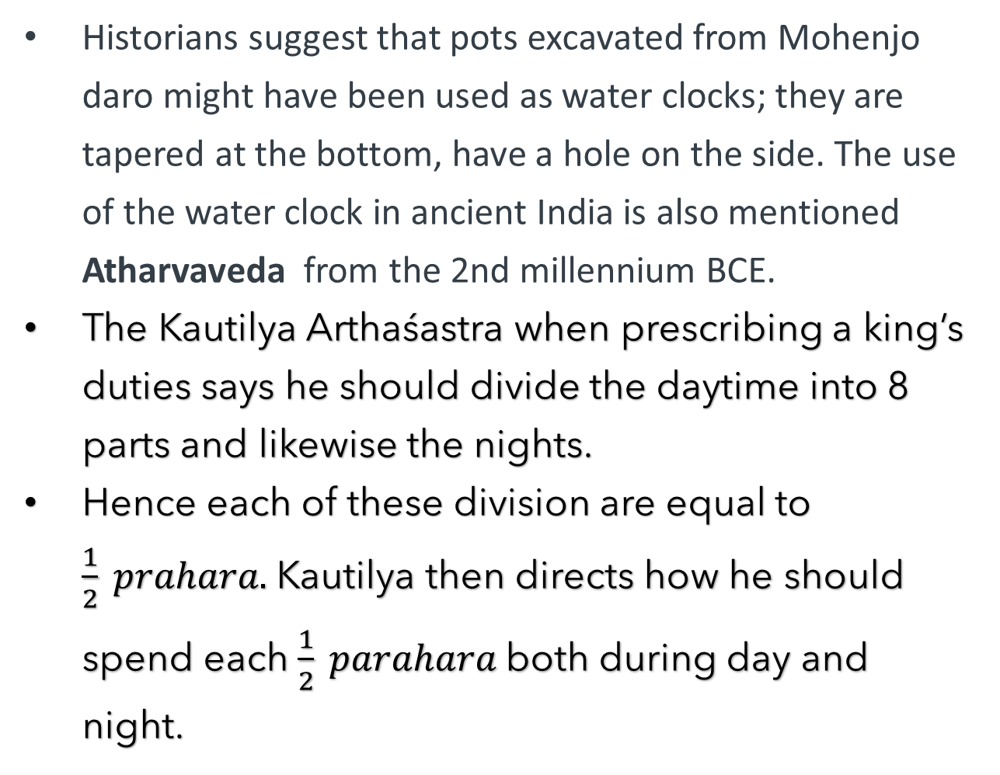 • Historians suggest that pots excavated from Mohenjo
daro might have been used as water clocks; they are
tapered at the bottom, have a hole on the side. The use
of the water clock in ancient India is also mentioned
Atharvaveda from the 2nd millennium BCE.
• The Kautilya Arthaśastra when prescribing a king’s
duties says he should divide the daytime into 8
parts and likewise the nights.
• Hence each of these division are equal to
1/2 prahara. Kautilya then directs how he should
spend each 1/2 parahara both during day and
night.